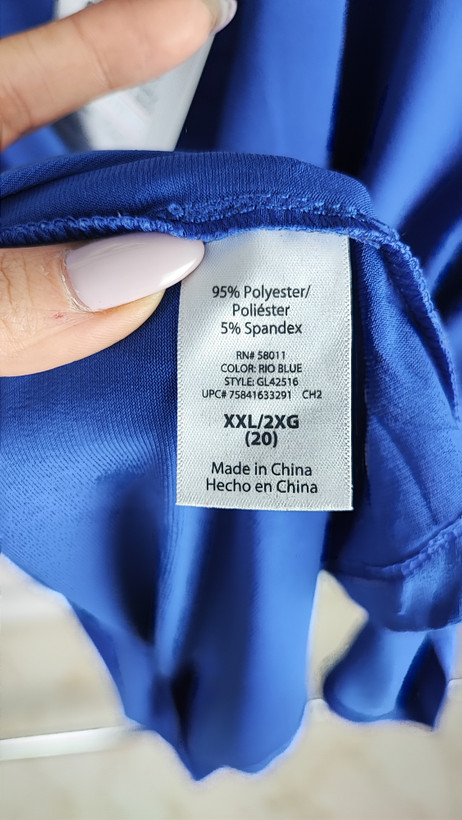 95% Polyester/
Poliéster
5% Spandex
RN# 58011
COLOR: RIO BLUE
STYLE: GL42516
UPC# 75841633291 CH2
XXL/2XG
(20)
Made in China
Hecho en China